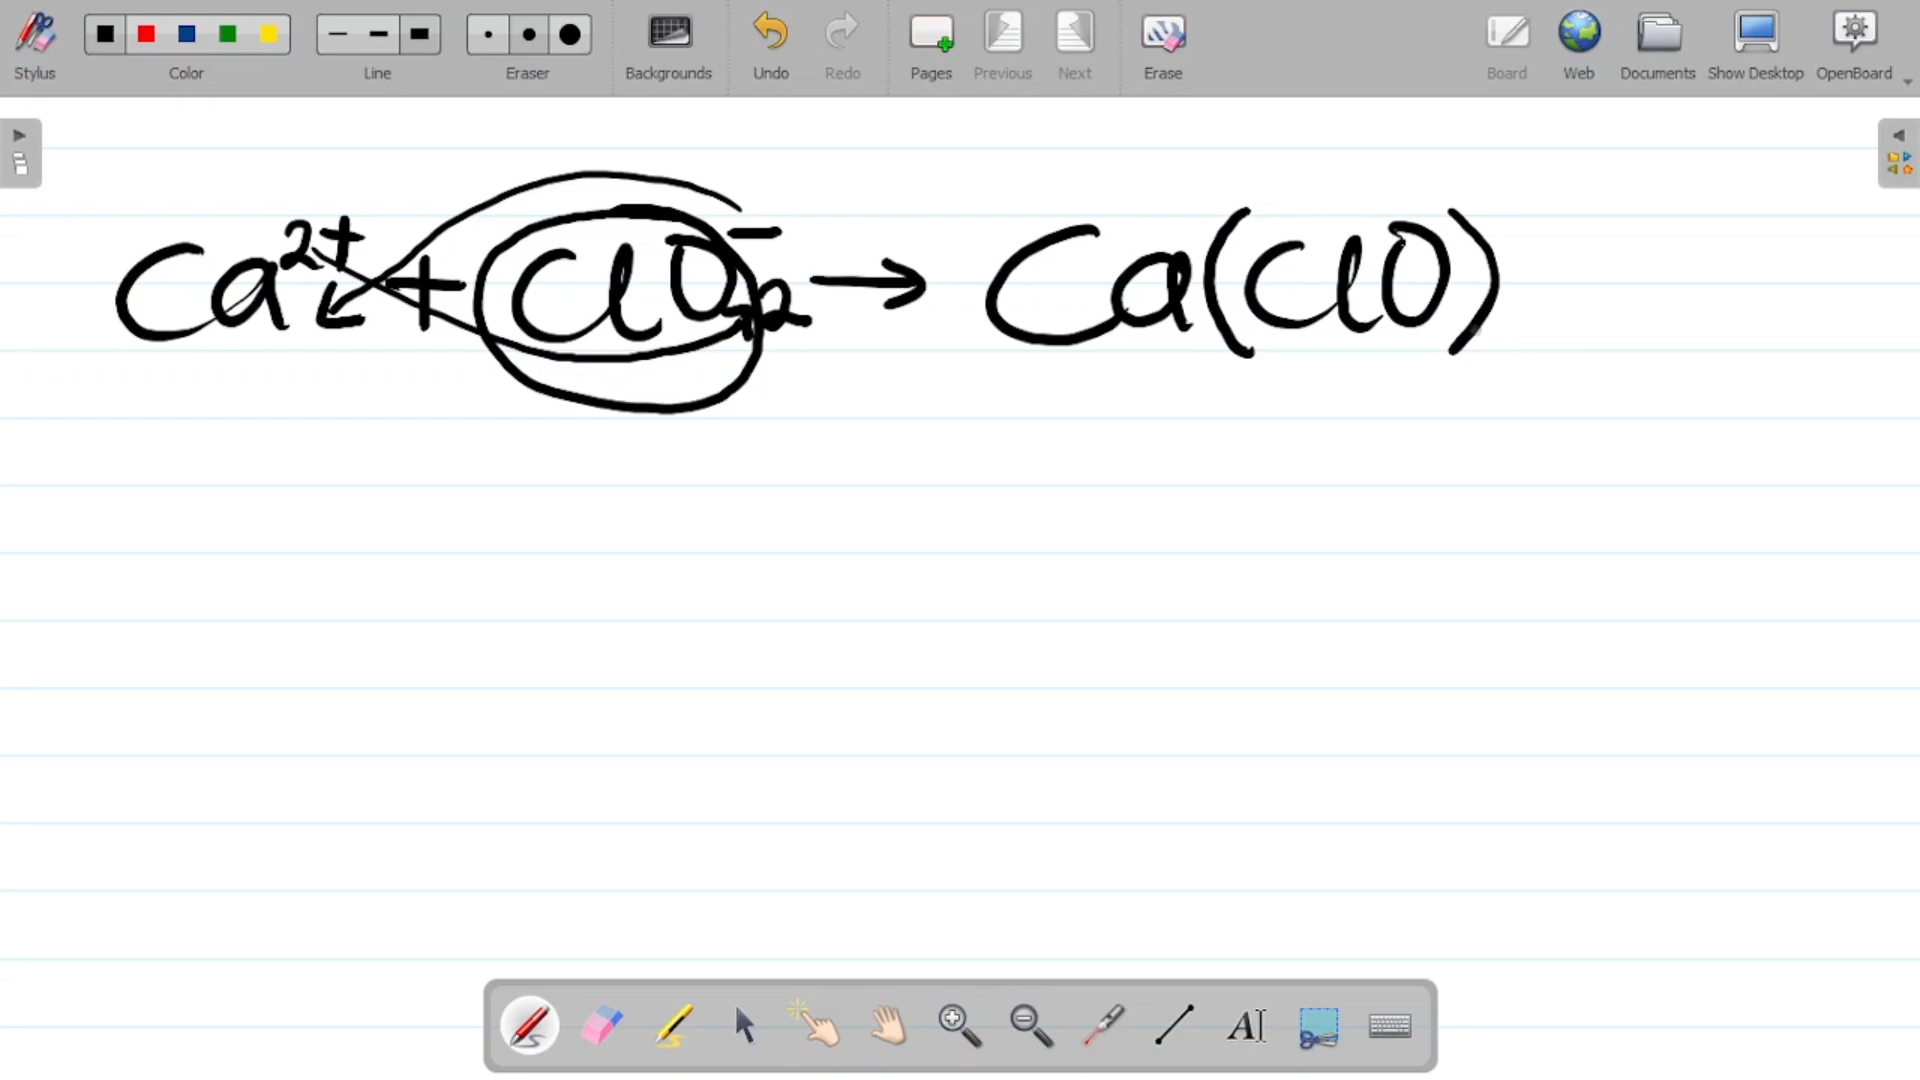 Stylus Color Line Eraser Backgrounds Undo Redo Pages Previous Next Erase Board Web Documents Show Desktop OpenBoard
Ca²⁺ + ClO⁻₂ → Ca(ClO)